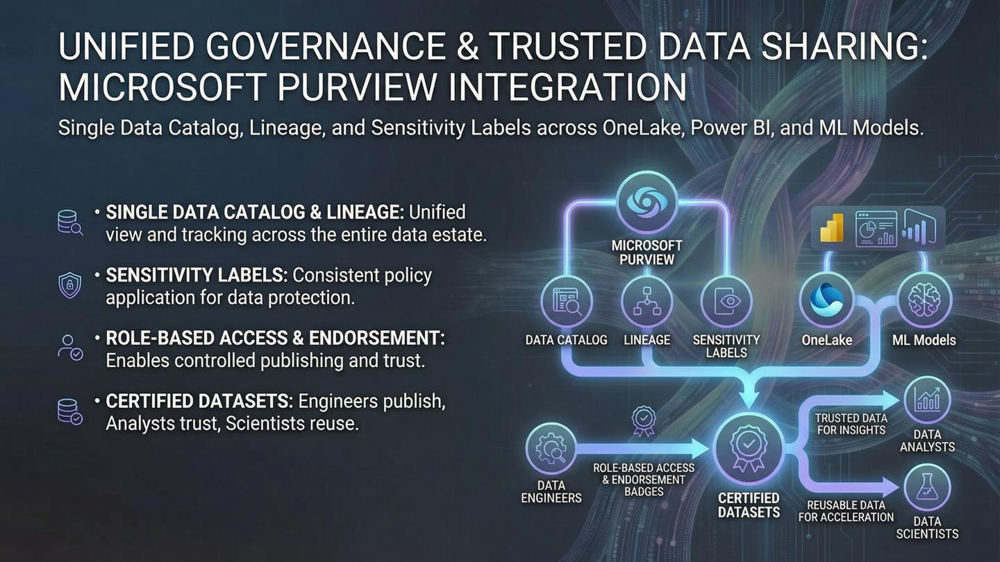 UNIFIED GOVERNANCE & TRUSTED DATA SHARING:
MICROSOFT PURVIEW INTEGRATION
Single Data Catalog, Lineage, and Sensitivity Labels across OneLake, Power BI, and ML Models.
• SINGLE DATA CATALOG & LINEAGE: Unified
view and tracking across the entire data estate.
• SENSITIVITY LABELS: Consistent policy
application for data protection.
• ROLE-BASED ACCESS & ENDORSEMENT:
Enables controlled publishing and trust.
• CERTIFIED DATASETS: Engineers publish,
Analysts trust, Scientists reuse.
MICROSOFT
PURVIEW
DATA CATALOG
LINEAGE
SENSITIVITY
LABELS
OneLake
ML Models
DATA
ENGINEERS
ROLE-BASED ACCESS
& ENDORSEMENT
BADGES
CERTIFIED
DATASETS
TRUSTED DATA
FOR INSIGHTS
DATA
ANALYSTS
REUSABLE DATA
FOR ACCELERATION
DATA
SCIENTISTS